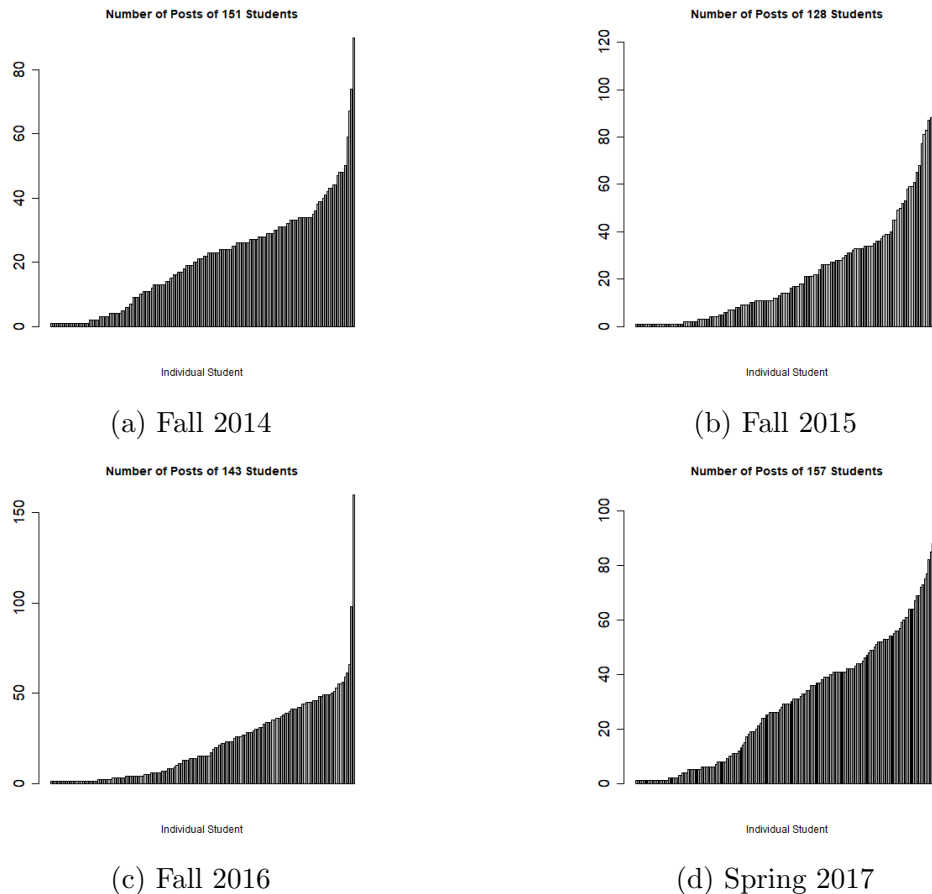 Number of Posts of 151 Students
80
60
40
20
0
Individual Student
(a) Fall 2014
Number of Posts of 128 Students
120
100
80
60
40
20
0
Individual Student
(b) Fall 2015
Number of Posts of 143 Students
150
100
50
0
Individual Student
(c) Fall 2016
Number of Posts of 157 Students
100
80
60
40
20
0
Individual Student
(d) Spring 2017